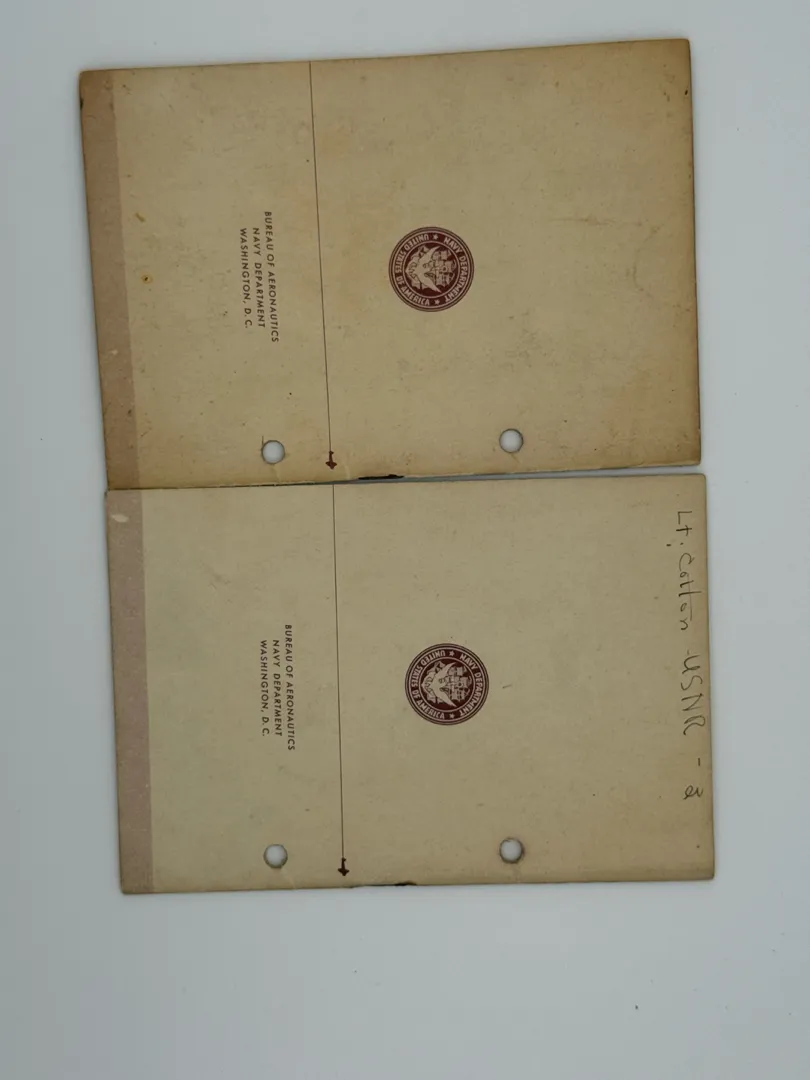 BUREAU OF AERONAUTICS
NAVY DEPARTMENT
WASHINGTON, D. C.
NAVY DEPARTMENT ★ UNITED STATES OF AMERICA ★
Lt. Cotton USNR -
BUREAU OF AERONAUTICS
NAVY DEPARTMENT
WASHINGTON, D. C.
NAVY DEPARTMENT ★ UNITED STATES OF AMERICA ★